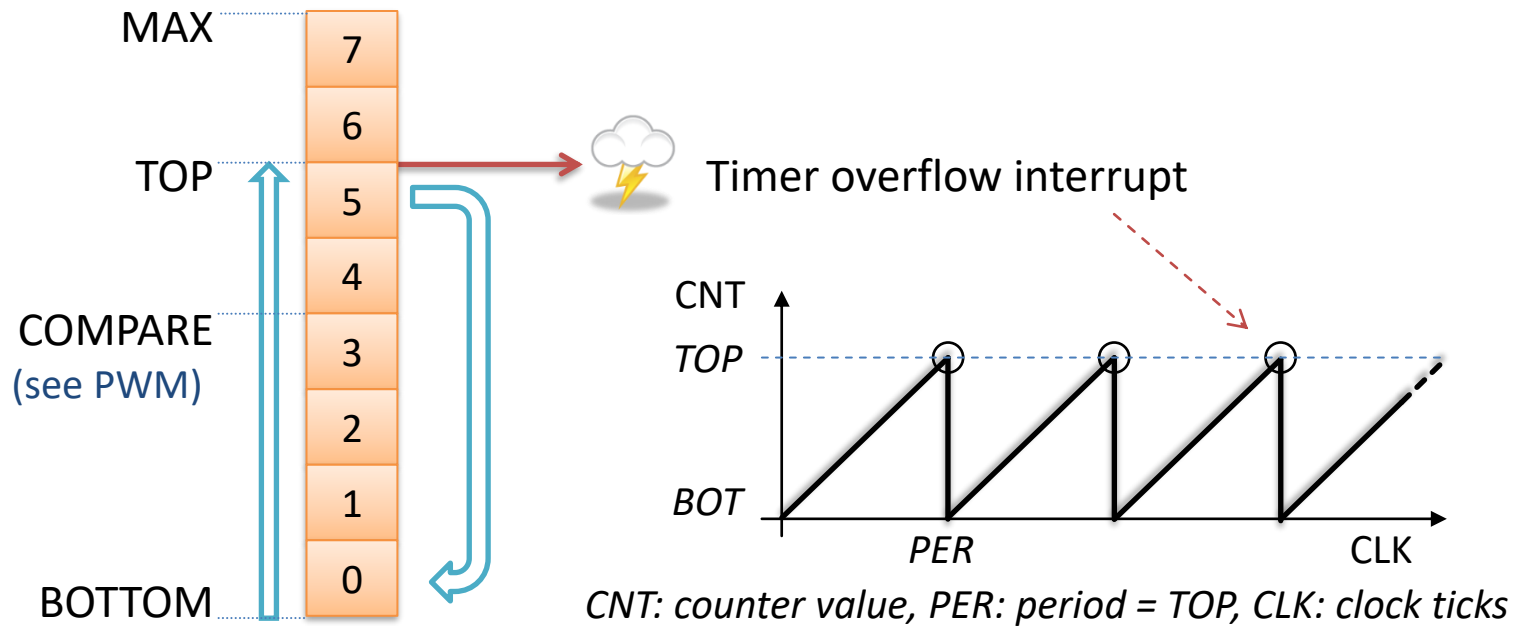 MAX
7
6
TOP
5
Timer overflow interrupt
4
CNT
COMPARE
3
TOP
(see PWM)
2
1
BOT
0
PER
CLK
BOTTOM
CNT: counter value, PER: period = TOP, CLK: clock ticks